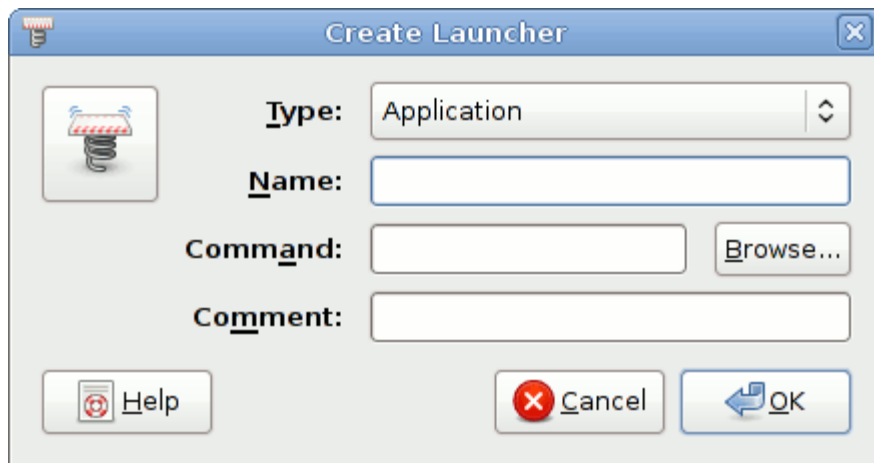 Create Launcher
Type: Application
Name:
Command: Browse...
Comment:
Help Cancel OK